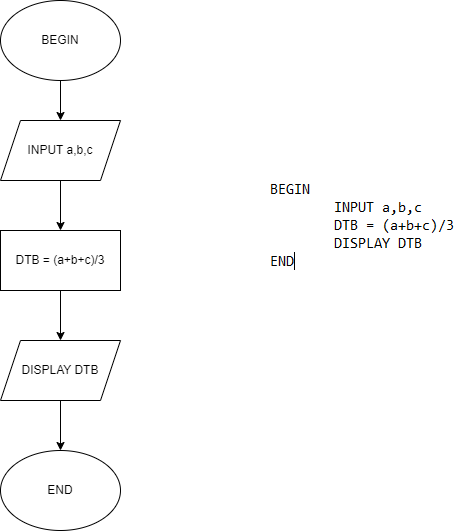 BEGIN
INPUT a,b,c
DTB = (a+b+c)/3
DISPLAY DTB
END
BEGIN
INPUT a,b,c
DTB = (a+b+c)/3
DISPLAY DTB
END